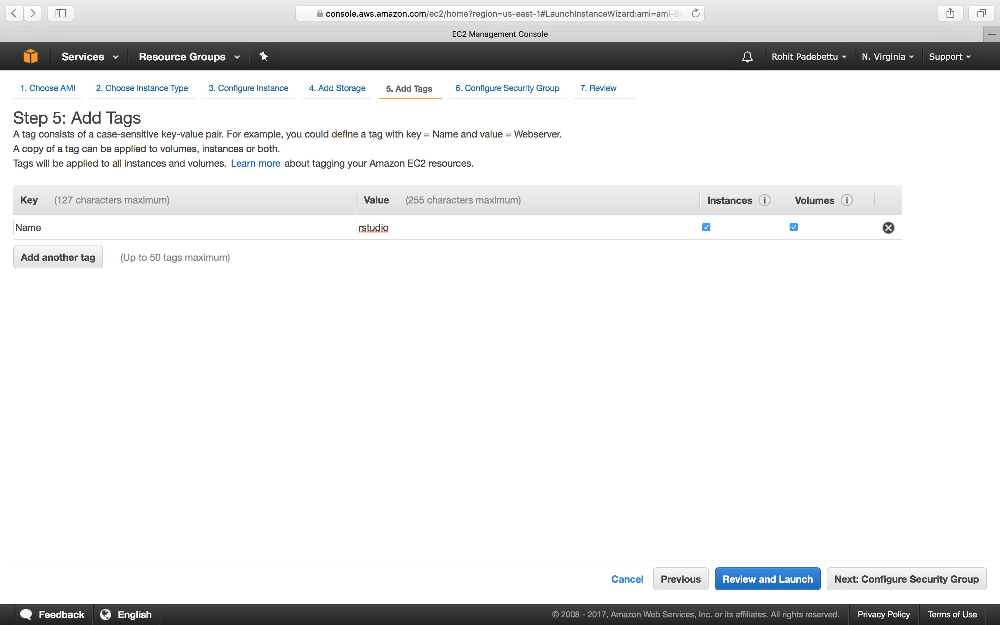 console.aws.amazon.com/ec2/home?region=us-east-1#LaunchInstanceWizard:ami=ami-8
EC2 Management Console
Services Resource Groups Rohit Padebettu N. Virginia Support
1. Choose AMI 2. Choose Instance Type 3. Configure Instance 4. Add Storage 5. Add Tags 6. Configure Security Group 7. Review
Step 5: Add Tags
A tag consists of a case-sensitive key-value pair. For example, you could define a tag with key = Name and value = Webserver.
A copy of a tag can be applied to volumes, instances or both.
Tags will be applied to all instances and volumes. Learn more about tagging your Amazon EC2 resources.
Key (127 characters maximum) Value (255 characters maximum) Instances Volumes
Name rstudio
Add another tag (Up to 50 tags maximum)
Cancel Previous Review and Launch Next: Configure Security Group
Feedback English © 2008 - 2017, Amazon Web Services, Inc. or its affiliates. All rights reserved. Privacy Policy Terms of Use